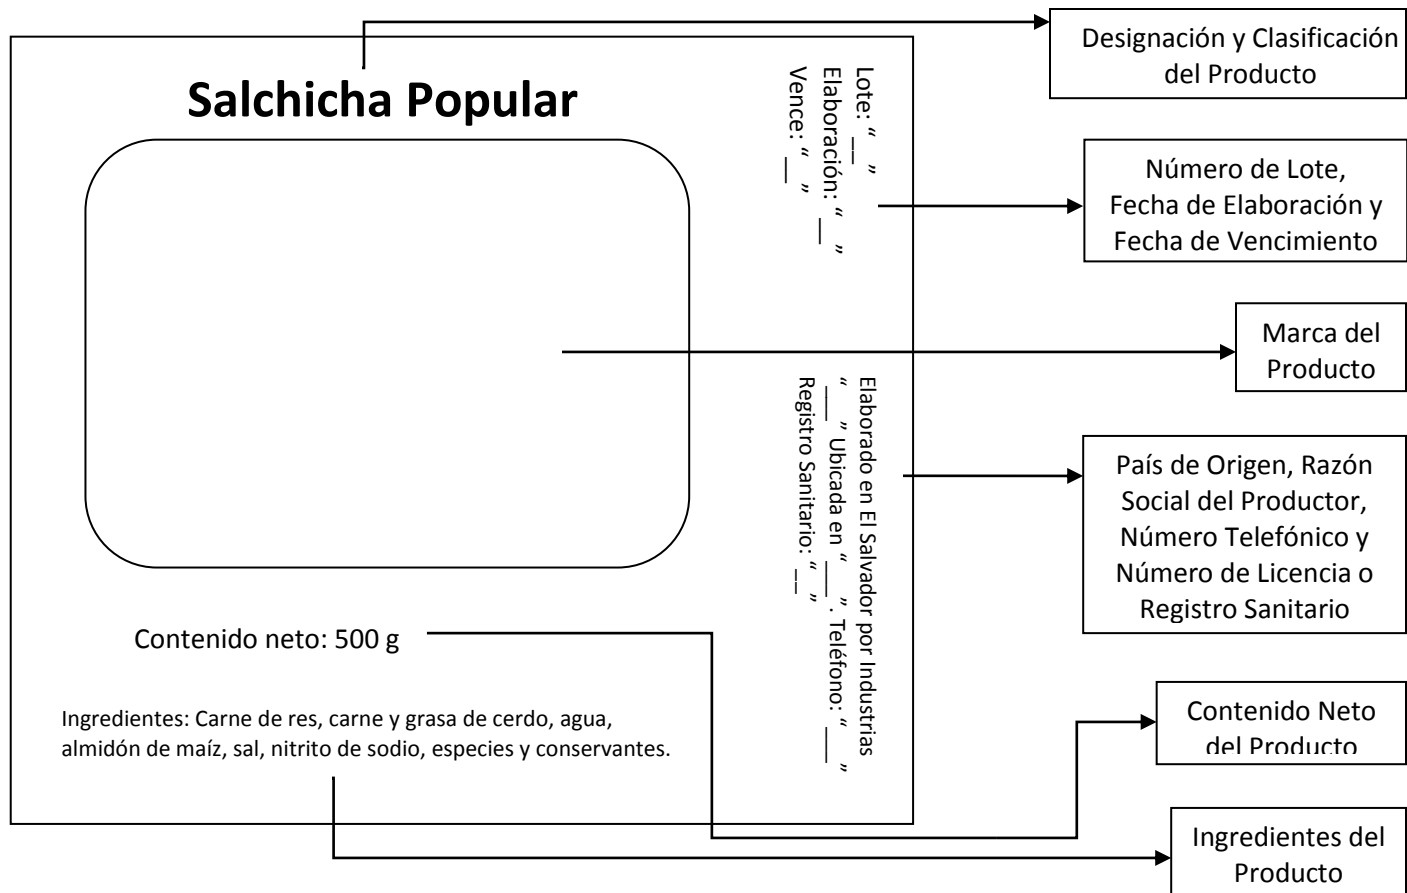 Designación y Clasificación
del Producto
Salchicha Popular
Lote: “__”
Elaboración: “__”
Vence: “__”
Número de Lote,
Fecha de Elaboración y
Fecha de Vencimiento
Marca del
Producto
Elaborado en El Salvador por Industrias
“___” Ubicada en “___”. Teléfono: “___”
Registro Sanitario: “__”
País de Origen, Razón
Social del Productor,
Número Telefónico y
Número de Licencia o
Registro Sanitario
Contenido neto: 500 g
Contenido Neto
del Producto
Ingredientes: Carne de res, carne y grasa de cerdo, agua,
almidón de maíz, sal, nitrito de sodio, especies y conservantes.
Ingredientes del
Producto